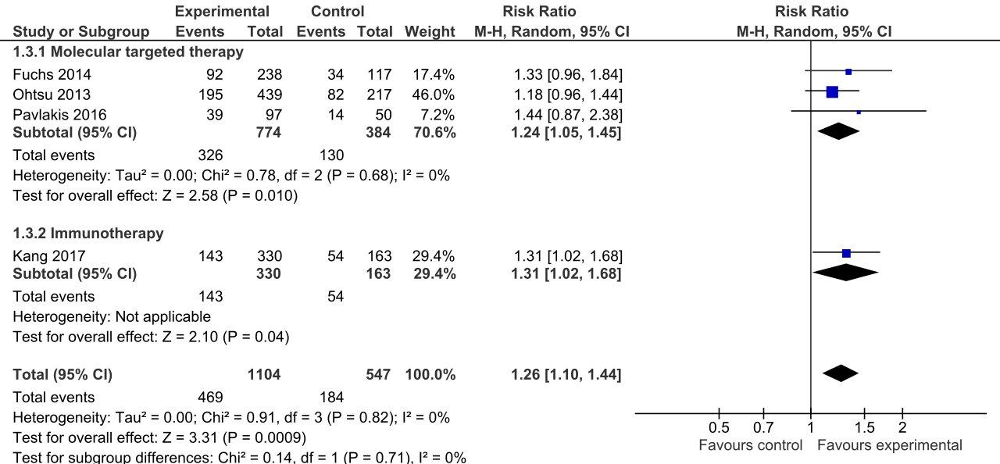 Experimental Control Risk Ratio Risk Ratio
Study or Subgroup Events Total Events Total Weight M-H, Random, 95% CI M-H, Random, 95% CI
1.3.1 Molecular targeted therapy
Fuchs 2014 92 238 34 117 17.4% 1.33 [0.96, 1.84]
Ohtsu 2013 195 439 82 217 46.0% 1.18 [0.96, 1.44]
Pavlakis 2016 39 97 14 50 7.2% 1.44 [0.87, 2.38]
Subtotal (95% CI) 774 384 70.6% 1.24 [1.05, 1.45]
Total events 326 130
Heterogeneity: Tau² = 0.00; Chi² = 0.78, df = 2 (P = 0.68); I² = 0%
Test for overall effect: Z = 2.58 (P = 0.010)
1.3.2 Immunotherapy
Kang 2017 143 330 54 163 29.4% 1.31 [1.02, 1.68]
Subtotal (95% CI) 330 163 29.4% 1.31 [1.02, 1.68]
Total events 143 54
Heterogeneity: Not applicable
Test for overall effect: Z = 2.10 (P = 0.04)
Total (95% CI) 1104 547 100.0% 1.26 [1.10, 1.44]
Total events 469 184
Heterogeneity: Tau² = 0.00; Chi² = 0.91, df = 3 (P = 0.82); I² = 0%
Test for overall effect: Z = 3.31 (P = 0.0009)
Test for subgroup differences: Chi² = 0.14, df = 1 (P = 0.71), I² = 0%
0.5 0.7 1 1.5 2
Favours control Favours experimental